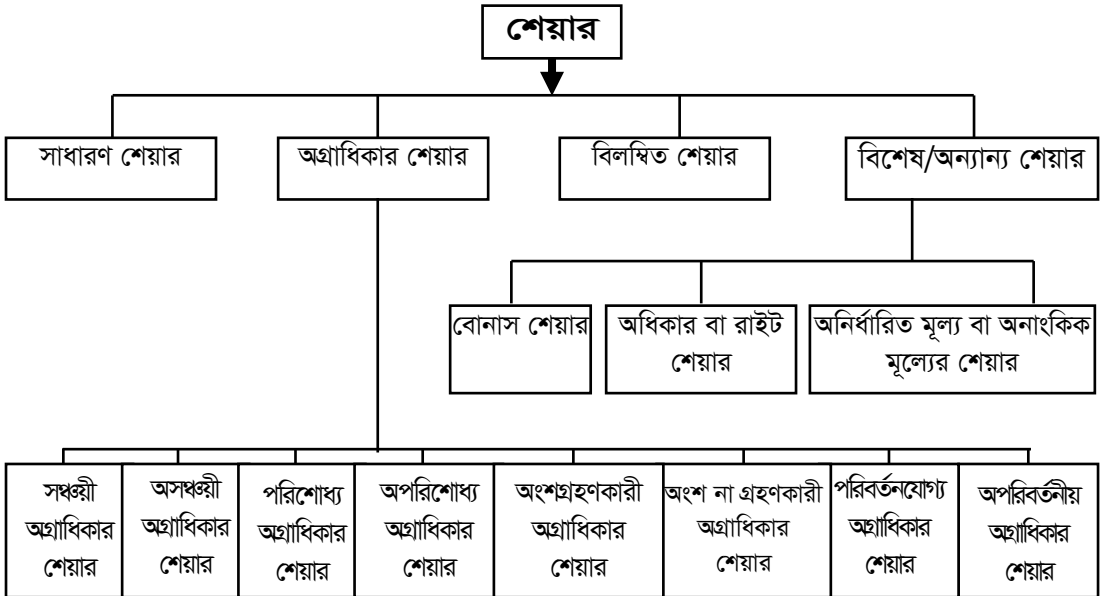 শেয়ার
সাধারণ শেয়ার
অগ্রাধিকার শেয়ার
বিলম্বিত শেয়ার
বিশেষ/অন্যান্য শেয়ার
বোনাস শেয়ার
অধিকার বা রাইট
শেয়ার
অনির্ধারিত মূল্য বা অনাংকিক
মূল্যের শেয়ার
সঞ্চয়ী
অগ্রাধিকার
শেয়ার
অসঞ্চয়ী
অগ্রাধিকার
শেয়ার
পরিশোধ্য
অগ্রাধিকার
শেয়ার
অপরিশোধ্য
অগ্রাধিকার
শেয়ার
অংশগ্রহণকারী
অগ্রাধিকার
শেয়ার
অংশ না গ্রহণকারী
অগ্রাধিকার
শেয়ার
পরিবর্তনযোগ্য
অগ্রাধিকার
শেয়ার
অপরিবর্তনীয়
অগ্রাধিকার
শেয়ার